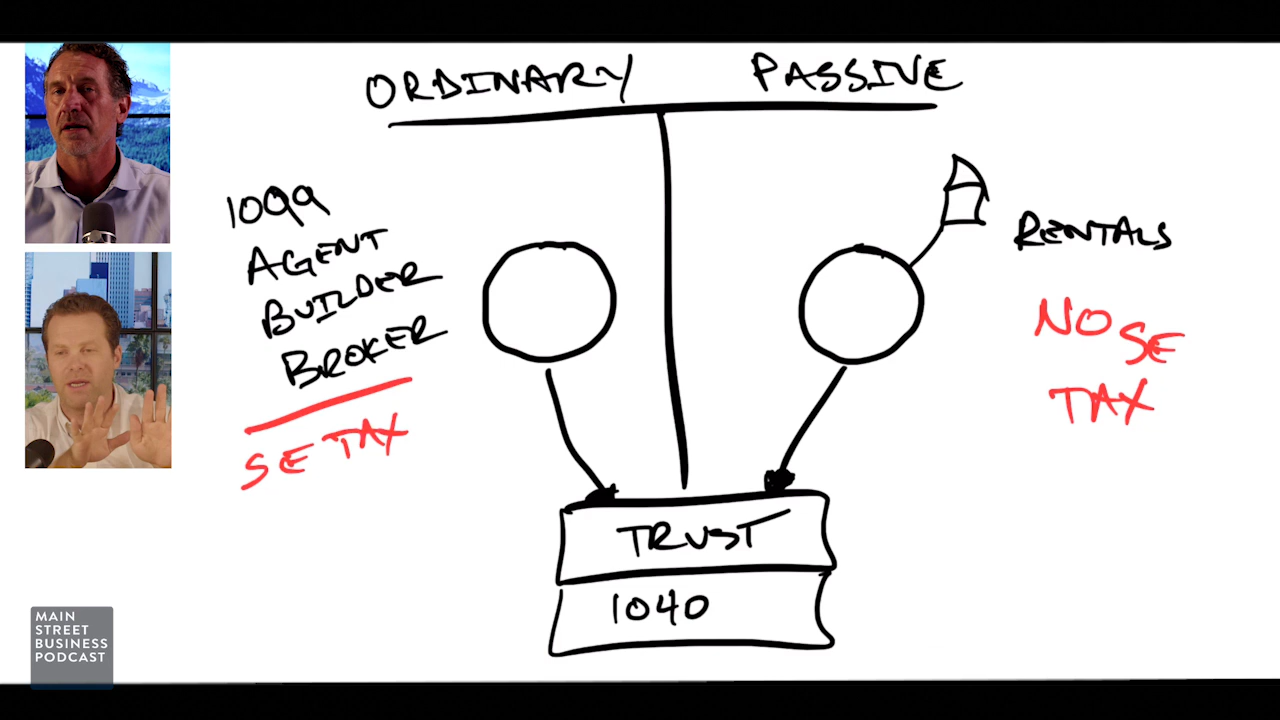 ORDINARY PASSIVE
1099
AGENT
BUILDER
BROKER
SE TAX
RENTALS
NO SE
TAX
TRUST
1040
MAIN
STREET
BUSINESS
PODCAST